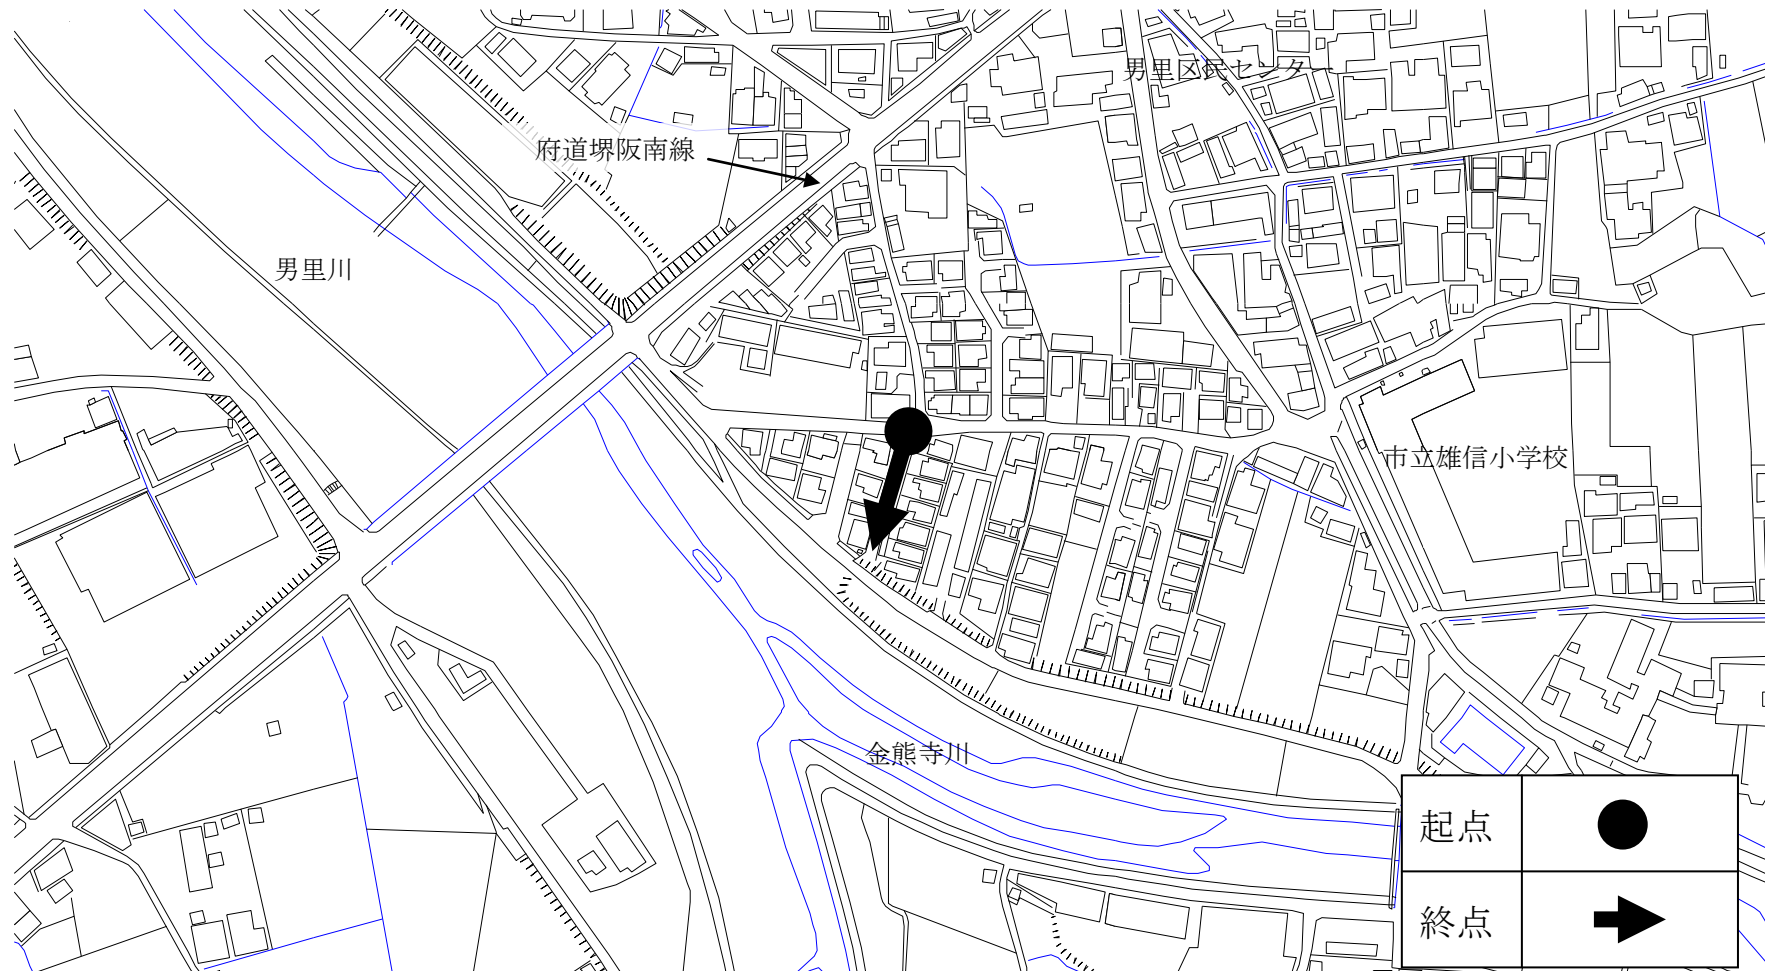 男里区民センター
府道堺阪南線
男里川
市立雄信小学校
金熊寺川
起点
終点